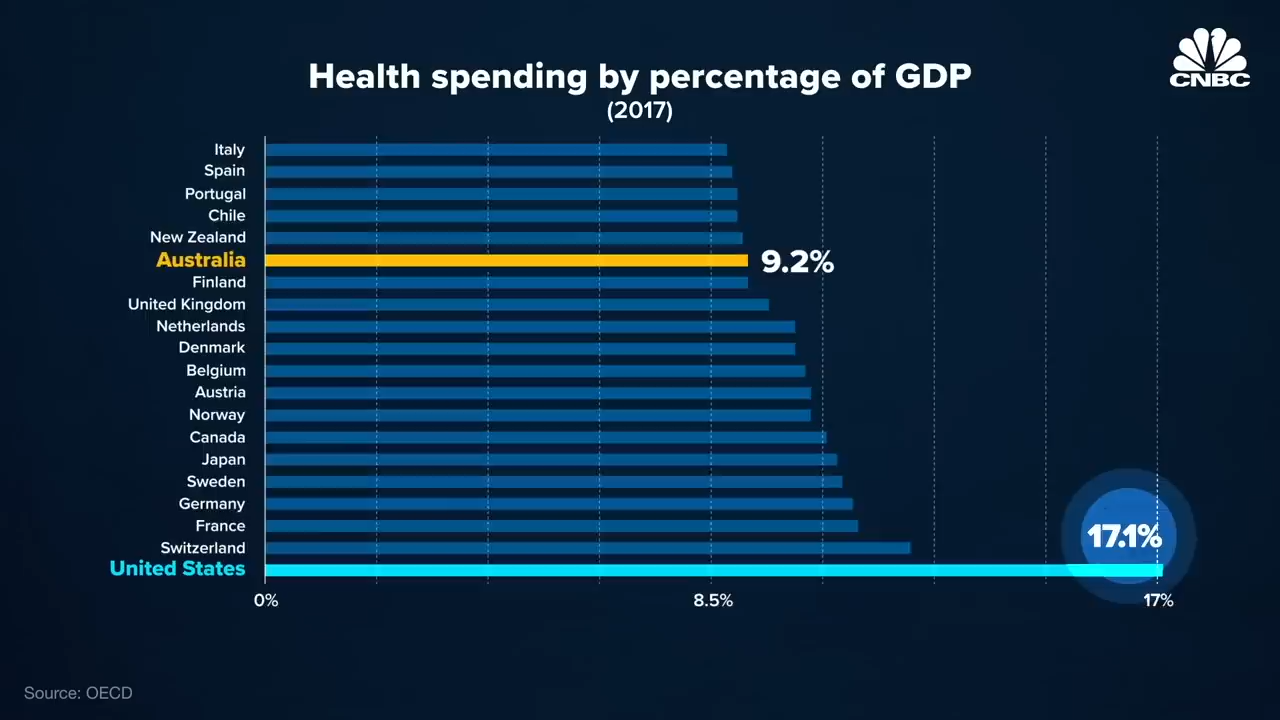 CNBC
Health spending by percentage of GDP
(2017)
Italy
Spain
Portugal
Chile
New Zealand
Australia
9.2%
Finland
United Kingdom
Netherlands
Denmark
Belgium
Austria
Norway
Canada
Japan
Sweden
Germany
France
17.1%
Switzerland
United States
0%
8.5%
17%
Source: OECD